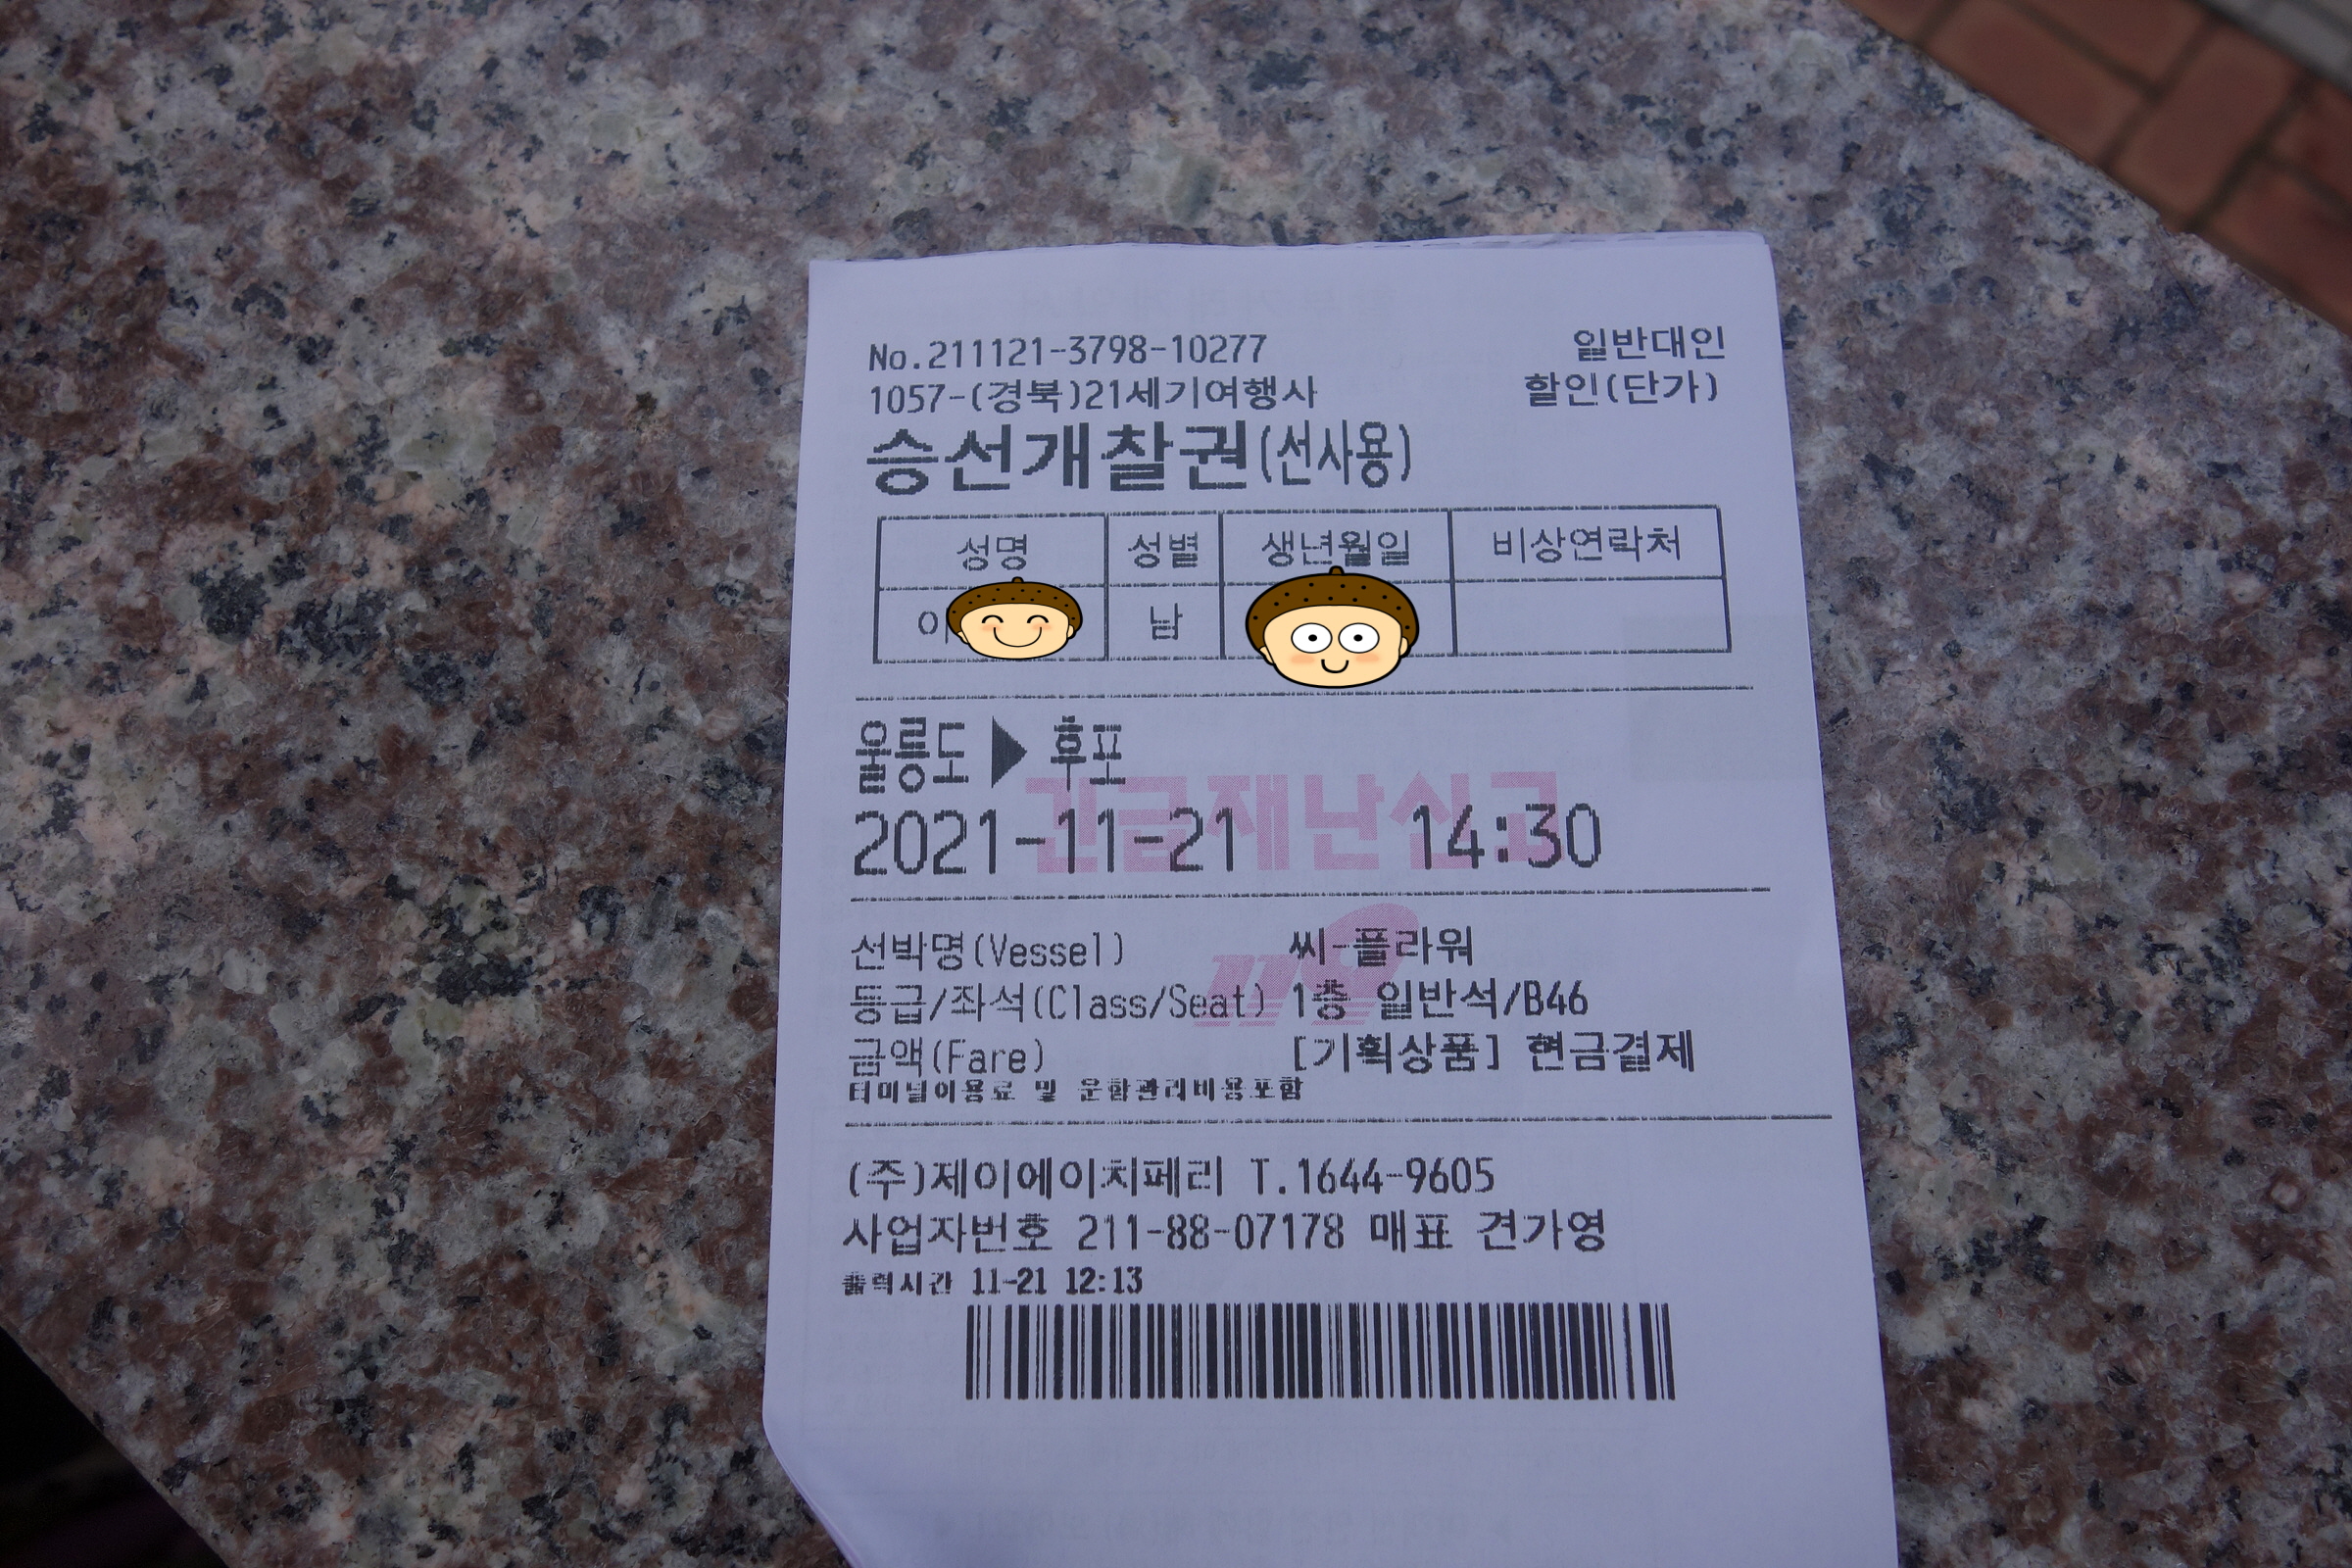 No.211121-3798-10277 일반대인
1057-(경북)21세기여행사 할인(단가)
승선개찰권(선사용)
성명 성별 생년월일 비상연락처
이 남
울릉도 ▶ 후포
긴급재난신고
2021-11-21 14:30
119
선박명(Vessel) 씨-플라워
등급/좌석(Class/Seat) 1층 일반석/B46
금액(Fare) [기획상품] 현금결제
터미널이용료 및 운항관리비용포함
(주)제이에이치페리 T.1644-9605
사업자번호 211-88-07178 매표 견가영
출력시간 11-21 12:13